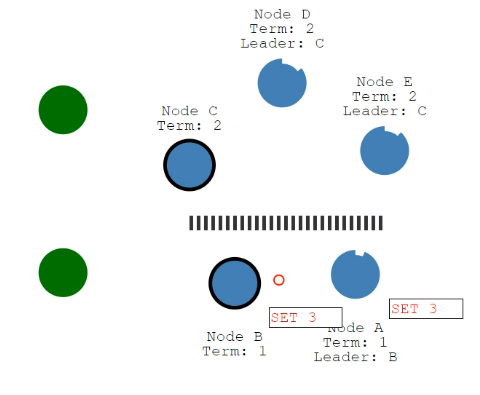 Node D
Term: 2
Leader: C
Node E
Term: 2
Leader: C
Node C
Term: 2
SET 3
SET 3
Node B
Term: 1
Node A
Term: 1
Leader: B